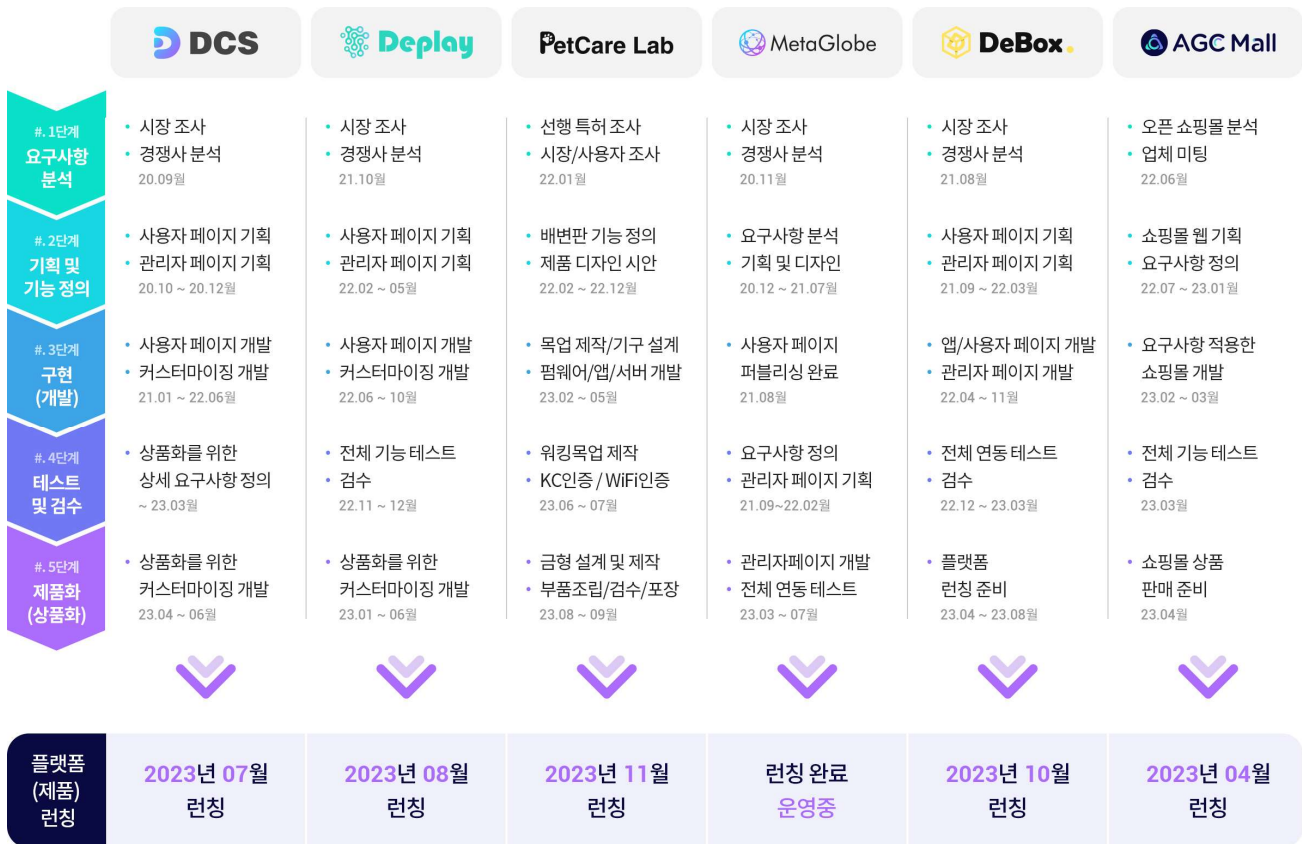 DCS
Deplay
PetCare Lab
MetaGlobe
DeBox.
AGC Mall
#. 1단계
요구사항
분석
• 시장 조사
• 경쟁사 분석
20.09월
• 시장 조사
• 경쟁사 분석
21.10월
• 선행 특허 조사
• 시장/사용자 조사
22.01월
• 시장 조사
• 경쟁사 분석
20.11월
• 시장 조사
• 경쟁사 분석
21.08월
• 오픈 쇼핑몰 분석
• 업체 미팅
22.06월
#. 2단계
기획 및
기능 정의
• 사용자 페이지 기획
• 관리자 페이지 기획
20.10 ~ 20.12월
• 사용자 페이지 기획
• 관리자 페이지 기획
22.02 ~ 05월
• 배변판 기능 정의
• 제품 디자인 시안
22.02 ~ 22.12월
• 요구사항 분석
• 기획 및 디자인
20.12 ~ 21.07월
• 사용자 페이지 기획
• 관리자 페이지 기획
21.09 ~ 22.03월
• 쇼핑몰 웹 기획
• 요구사항 정의
22.07 ~ 23.01월
#. 3단계
구현
(개발)
• 사용자 페이지 개발
• 커스터마이징 개발
21.01 ~ 22.06월
• 사용자 페이지 개발
• 커스터마이징 개발
22.06 ~ 10월
• 목업 제작/기구 설계
• 펌웨어/앱/서버 개발
23.02 ~ 05월
• 사용자 페이지
퍼블리싱 완료
21.08월
• 앱/사용자 페이지 개발
• 관리자 페이지 개발
22.04 ~ 11월
• 요구사항 적용한
쇼핑몰 개발
23.02 ~ 03월
#. 4단계
테스트
및 검수
• 상품화를 위한
상세 요구사항 정의
~ 23.03월
• 전체 기능 테스트
• 검수
22.11 ~ 12월
• 워킹목업 제작
• KC인증 / WiFi인증
23.06 ~ 07월
• 요구사항 정의
• 관리자 페이지 기획
21.09~22.02월
• 전체 연동 테스트
• 검수
22.12 ~ 23.03월
• 전체 기능 테스트
• 검수
23.03월
#. 5단계
제품화
(상품화)
• 상품화를 위한
커스터마이징 개발
23.04 ~ 06월
• 상품화를 위한
커스터마이징 개발
23.01 ~ 06월
• 금형 설계 및 제작
• 부품조립/검수/포장
23.08 ~ 09월
• 관리자페이지 개발
• 전체 연동 테스트
23.03 ~ 07월
• 플랫폼
런칭 준비
23.04 ~ 23.08월
• 쇼핑몰 상품
판매 준비
23.04월
플랫폼
(제품)
런칭
2023년 07월
런칭
2023년 08월
런칭
2023년 11월
런칭
런칭 완료
운영중
2023년 10월
런칭
2023년 04월
런칭